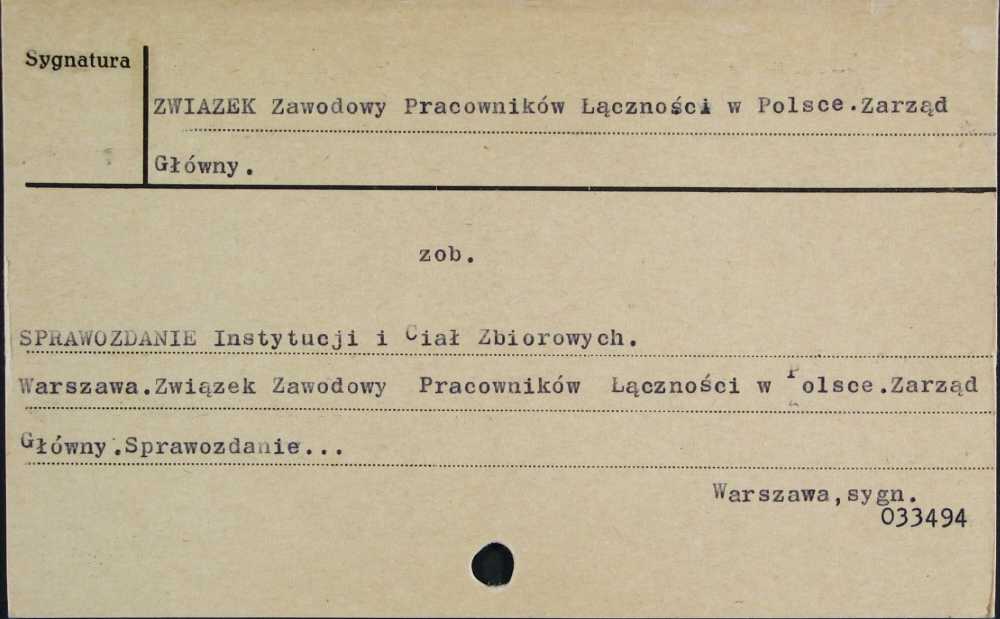 Sygnatura
ZWIAZEK Zawodowy Pracowników Łączności w Polsce.Zarząd
Główny.
zob.
SPRAWOZDANIE Instytucji i Ciał Zbiorowych.
Warszawa.Związek Zawodowy Pracowników Łączności w Polsce.Zarząd
Główny.Sprawozdanie...
Warszawa,sygn.
033494